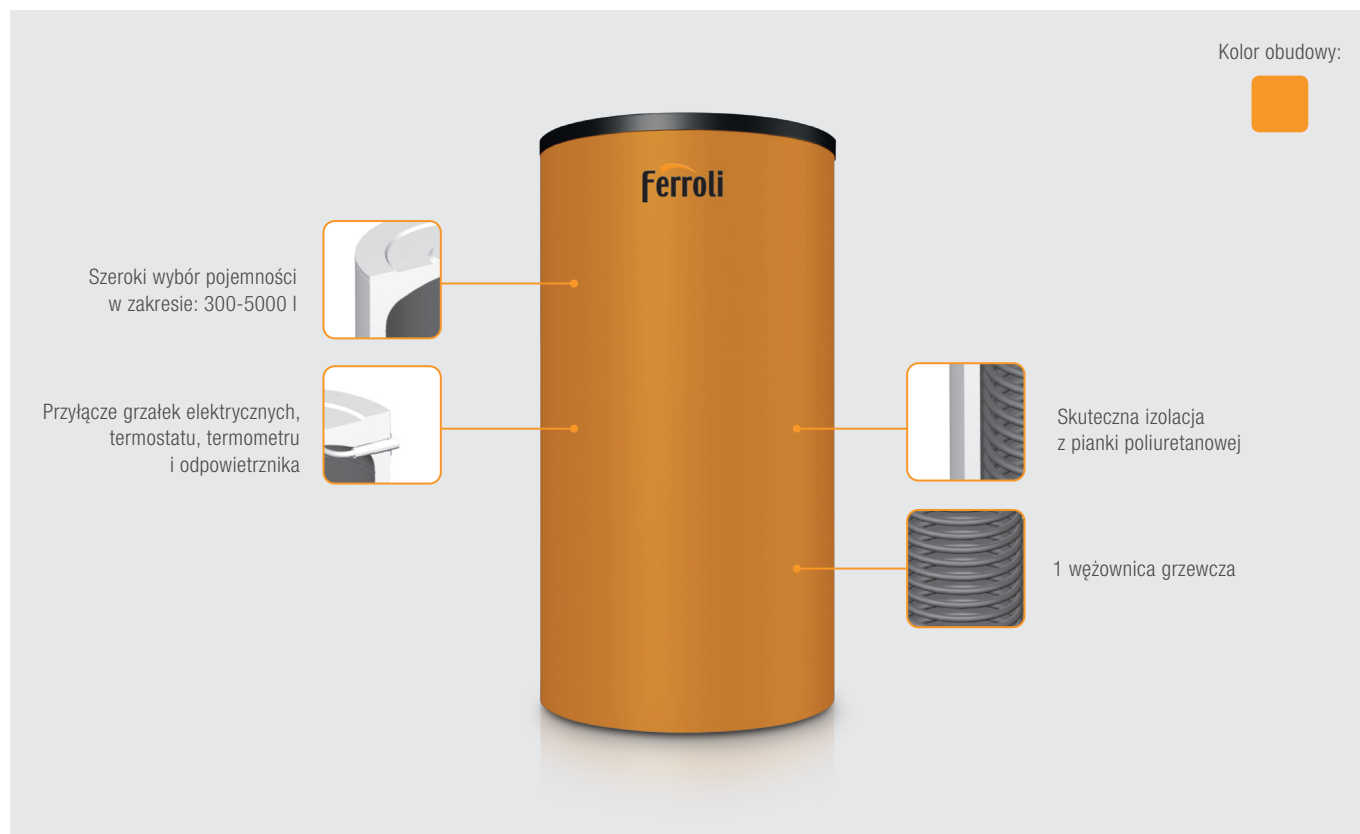 Kolor obudowy:
Ferroli
Szeroki wybór pojemności
w zakresie: 300-5000 l
Przyłącze grzałek elektrycznych,
termostatu, termometru
i odpowietrznika
Skuteczna izolacja
z pianki poliuretanowej
1 wężownica grzewcza